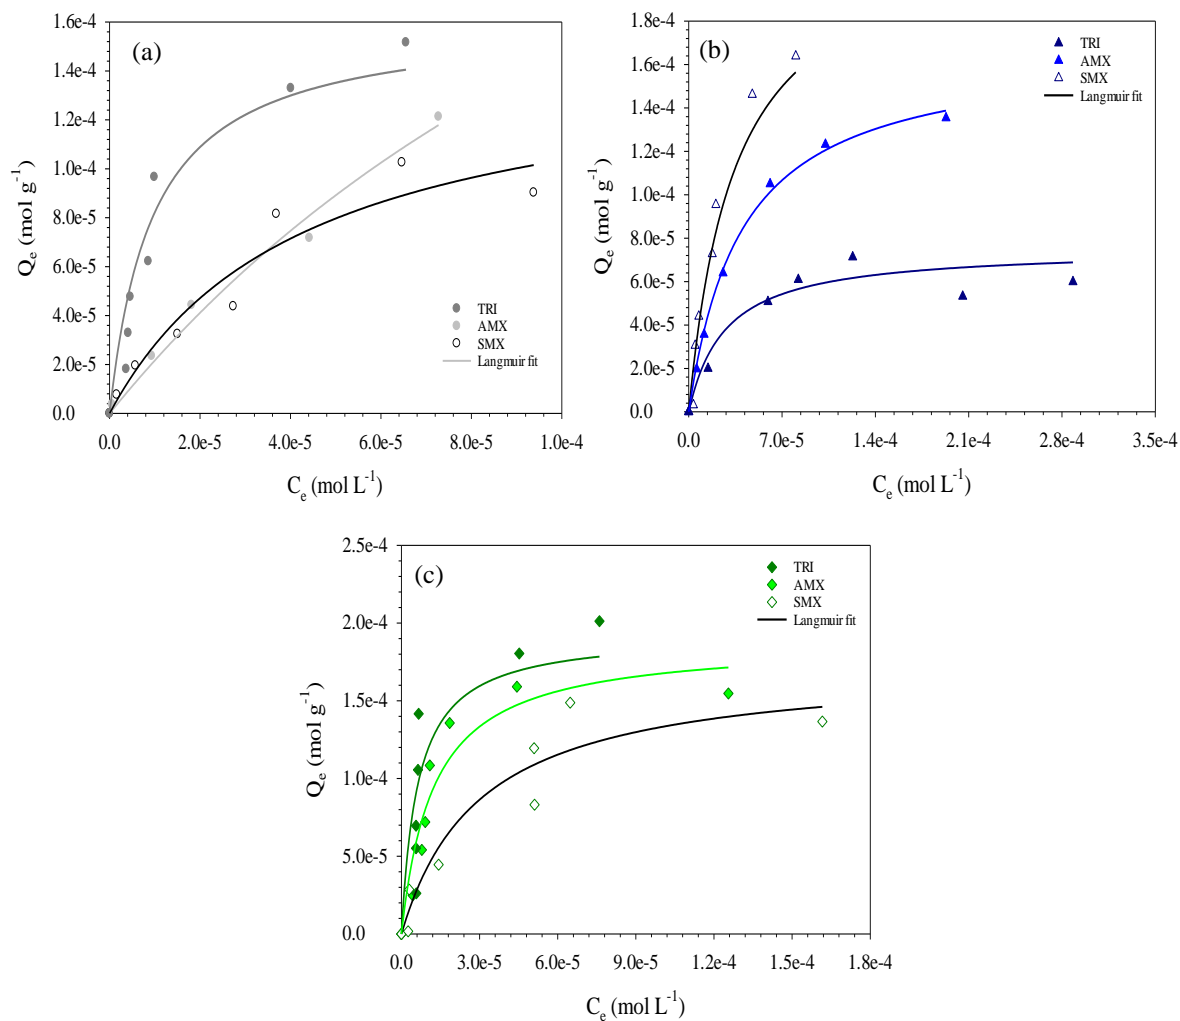 (a)
1.6e-4
1.4e-4
1.2e-4
1.0e-4
8.0e-5
6.0e-5
4.0e-5
2.0e-5
0.0
Qe (mol g-1)
TRI
AMX
SMX
Langmuir fit
0.0 2.0e-5 4.0e-5 6.0e-5 8.0e-5 1.0e-4
Ce (mol L-1)
(b)
1.8e-4
1.6e-4
1.4e-4
1.2e-4
1.0e-4
8.0e-5
6.0e-5
4.0e-5
2.0e-5
0.0
Qe (mol g-1)
TRI
AMX
SMX
Langmuir fit
0.0 7.0e-5 1.4e-4 2.1e-4 2.8e-4 3.5e-4
Ce (mol L-1)
(c)
2.5e-4
2.0e-4
1.5e-4
1.0e-4
5.0e-5
0.0
Qe (mol g-1)
TRI
AMX
SMX
Langmuir fit
0.0 3.0e-5 6.0e-5 9.0e-5 1.2e-4 1.5e-4 1.8e-4
Ce (mol L-1)